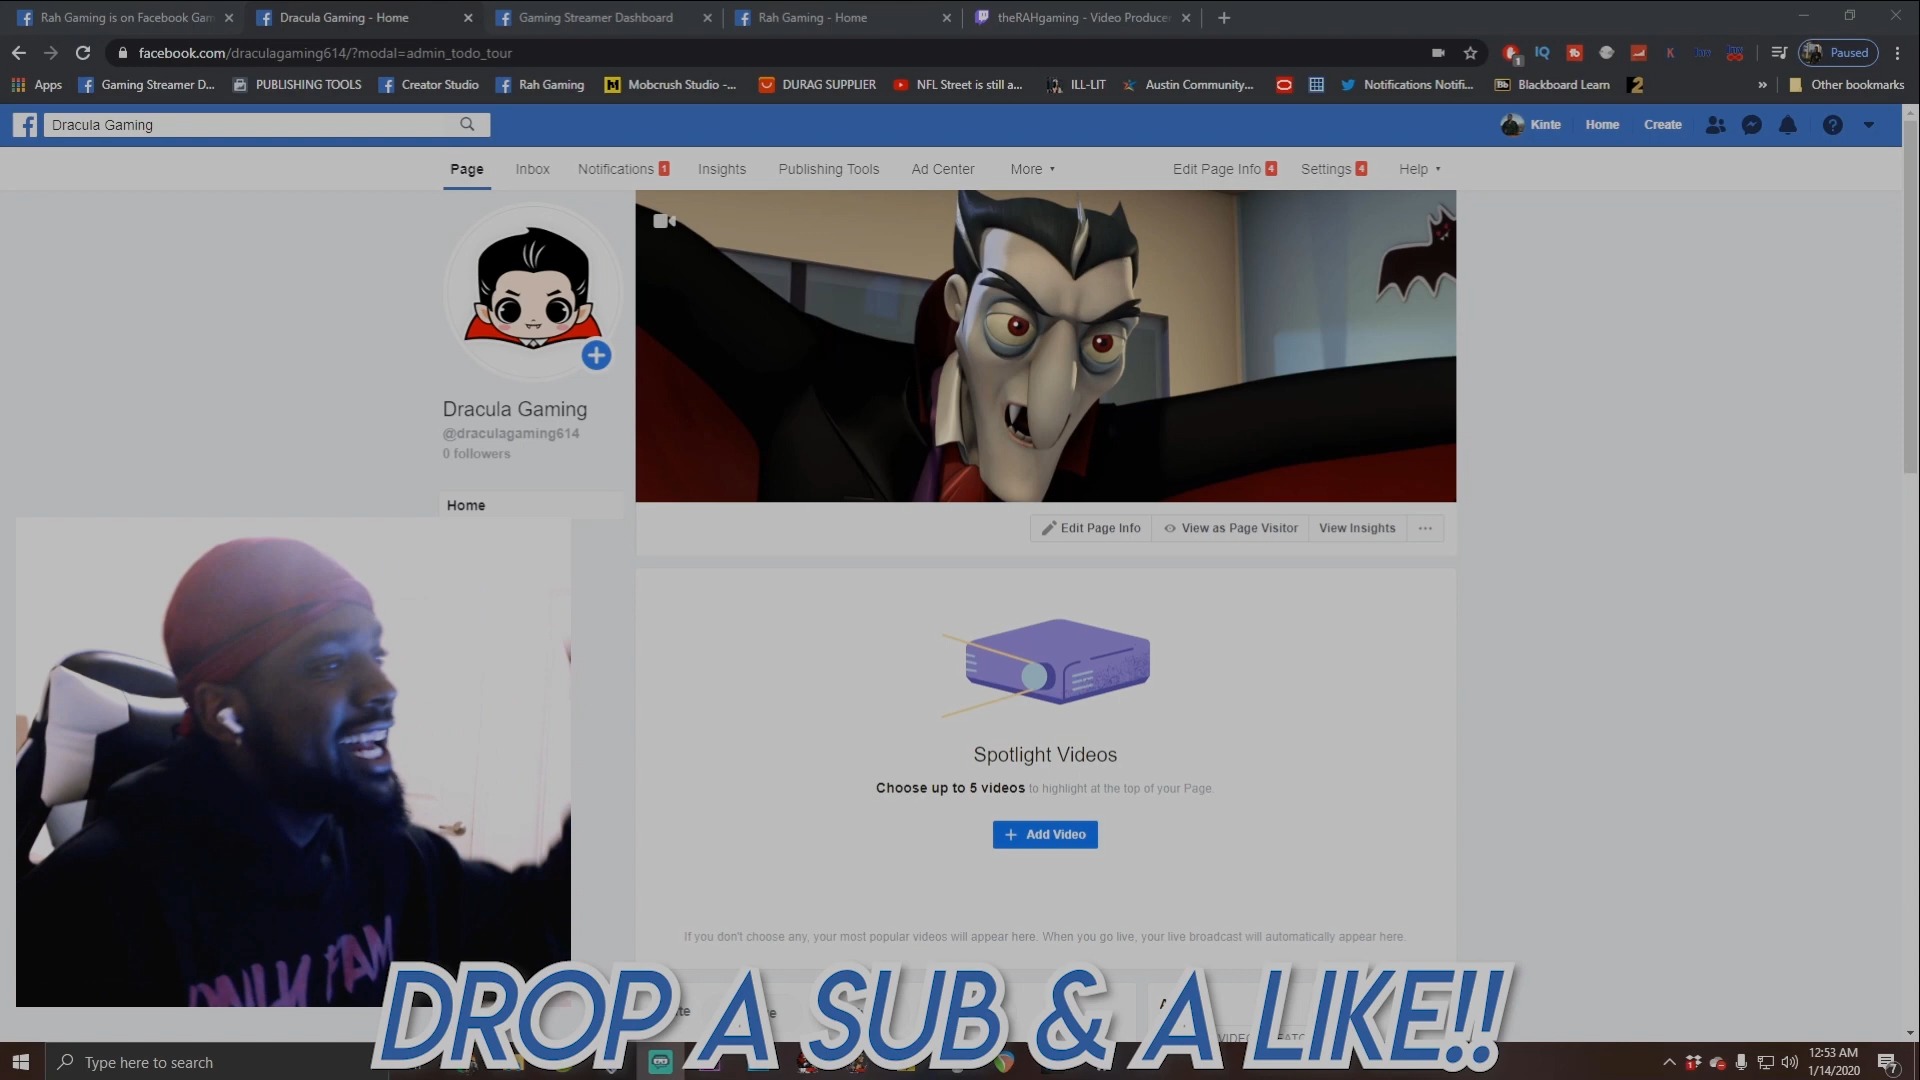 Rah Gaming is on Facebook Gam
Dracula Gaming - Home
Gaming Streamer Dashboard
Rah Gaming - Home
theRAHgaming - Video Producer
facebook.com/draculagaming614/?modal=admin_todo_tour
1
IQ
K
Paused
Apps
Gaming Streamer D...
PUBLISHING TOOLS
Creator Studio
Rah Gaming
Mobcrush Studio -...
DURAG SUPPLIER
NFL Street is still a...
ILL-LIT
Austin Community...
Notifications Notifi...
Bb
Blackboard Learn
2
»
Other bookmarks
Dracula Gaming
Kinte
Home
Create
Page
Inbox
Notifications 1
Insights
Publishing Tools
Ad Center
More
Edit Page Info 4
Settings 4
Help
Dracula Gaming
@draculagaming614
0 followers
Home
Edit Page Info
View as Page Visitor
View Insights
Spotlight Videos
Choose up to 5 videos to highlight at the top of your Page.
+ Add Video
If you don't choose any, your most popular videos will appear here. When you go live, your live broadcast will automatically appear here.
FAM
DROP A SUB & A LIKE!!
Type here to search
12:53 AM
1/14/2020
7